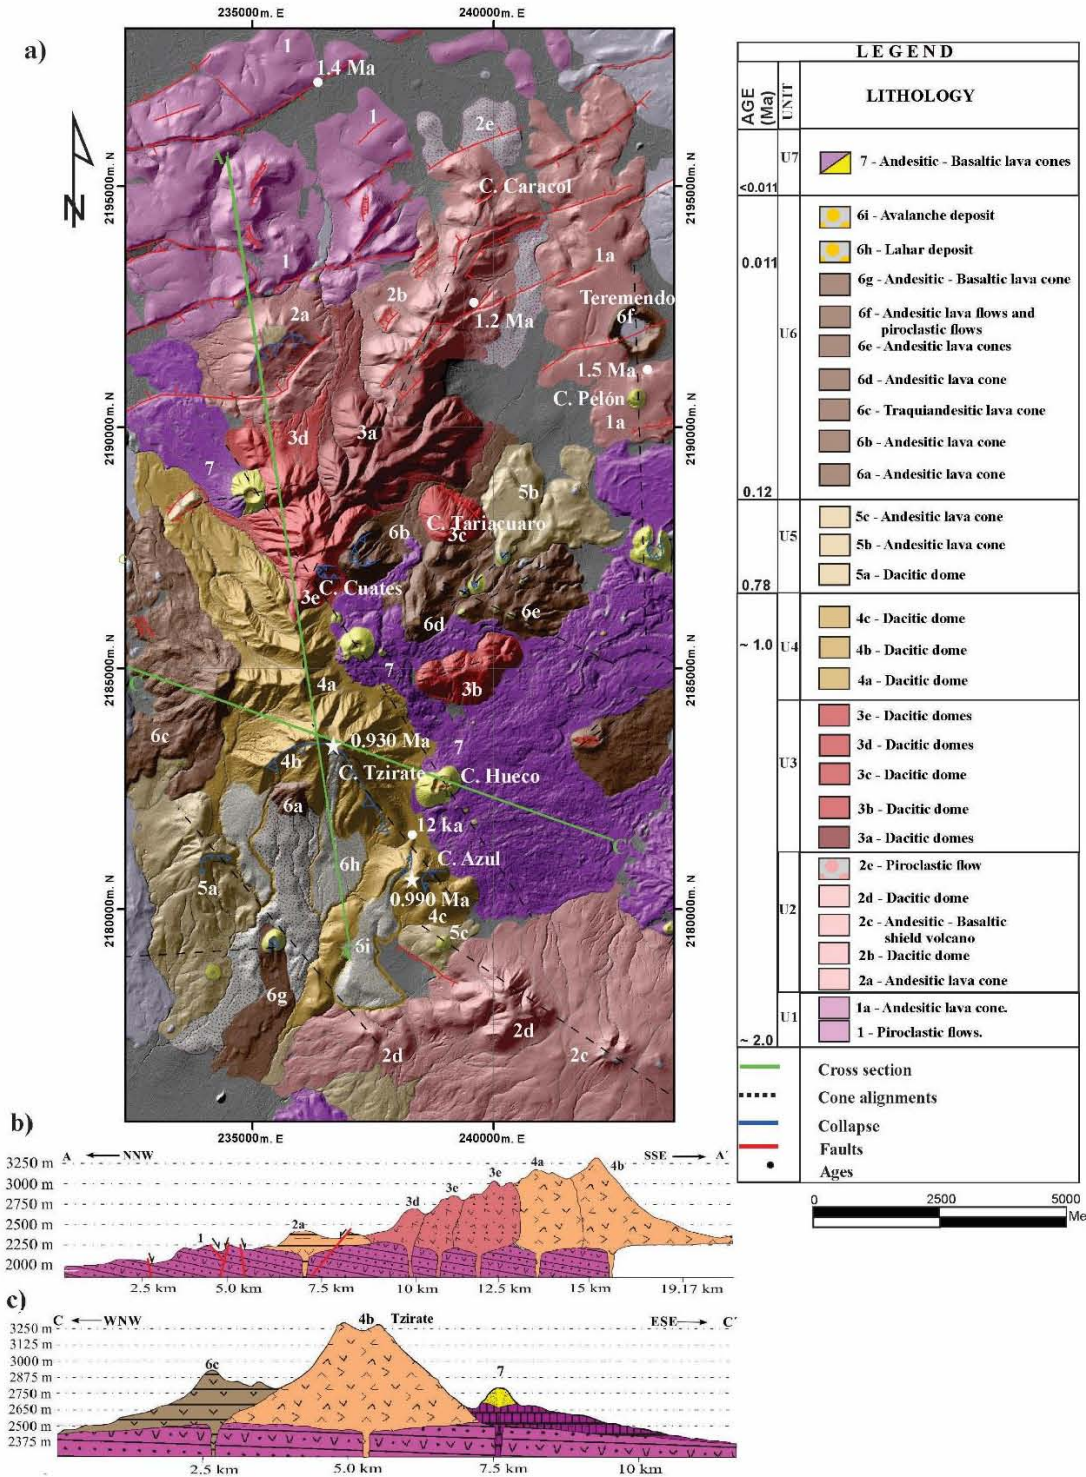 a)
235000m. E
240000m. E
1
1.4 Ma
1
2e
A
C. Caracol
2195000m. N
2195000m. N
N
1
1a
2b
2a
Teremendo
6f
1.2 Ma
1.5 Ma
C. Pelón
1a
2190000m. N
2190000m. N
3d
3a
7
5b
6b
C. Tariacuaro
3c
C. Cuates
3e
6d
6e
7
3b
2185000m. N
2185000m. N
C
4a
6c
0.930 Ma
7
4b
C. Tzirate
C. Hueco
6a
12 ka
C'
6h
C. Azul
5a
0.990 Ma
4c
2180000m. N
2180000m. N
5c
6i
6g
2d
2d
2c
235000m. E
240000m. E
LEGEND
AGE (Ma)
UNIT
LITHOLOGY
U7
7 - Andesitic - Basaltic lava cones
<0.011
6i - Avalanche deposit
6h - Lahar deposit
0.011
6g - Andesitic - Basaltic lava cone
6f - Andesitic lava flows and
piroclastic flows
U6
6e - Andesitic lava cones
6d - Andesitic lava cone
6c - Traquiandesitic lava cone
6b - Andesitic lava cone
6a - Andesitic lava cone
0.12
5c - Andesitic lava cone
U5
5b - Andesitic lava cone
5a - Dacitic dome
0.78
4c - Dacitic dome
~ 1.0
U4
4b - Dacitic dome
4a - Dacitic dome
3e - Dacitic domes
3d - Dacitic domes
U3
3c - Dacitic dome
3b - Dacitic dome
3a - Dacitic domes
2e - Piroclastic flow
2d - Dacitic dome
U2
2c - Andesitic - Basaltic
shield volcano
2b - Dacitic dome
2a - Andesitic lava cone
U1
1a - Andesitic lava cone.
1 - Piroclastic flows.
~ 2.0
Cross section
Cone alignments
Collapse
Faults
Ages
0 2500 5000
Me
b)
A NNW SSE A´
3250 m
3000 m
2750 m
2500 m
2250 m
2000 m
1 2a 3d 3c 3e 4a 4b
2.5 km 5.0 km 7.5 km 10 km 12.5 km 15 km 19.17 km
c)
C WNW 4b Tzirate ESE C´
3250 m
3125 m
3000 m
2875 m
2750 m
2650 m
2500 m
2375 m
6c
7
2.5 km 5.0 km 7.5 km 10 km